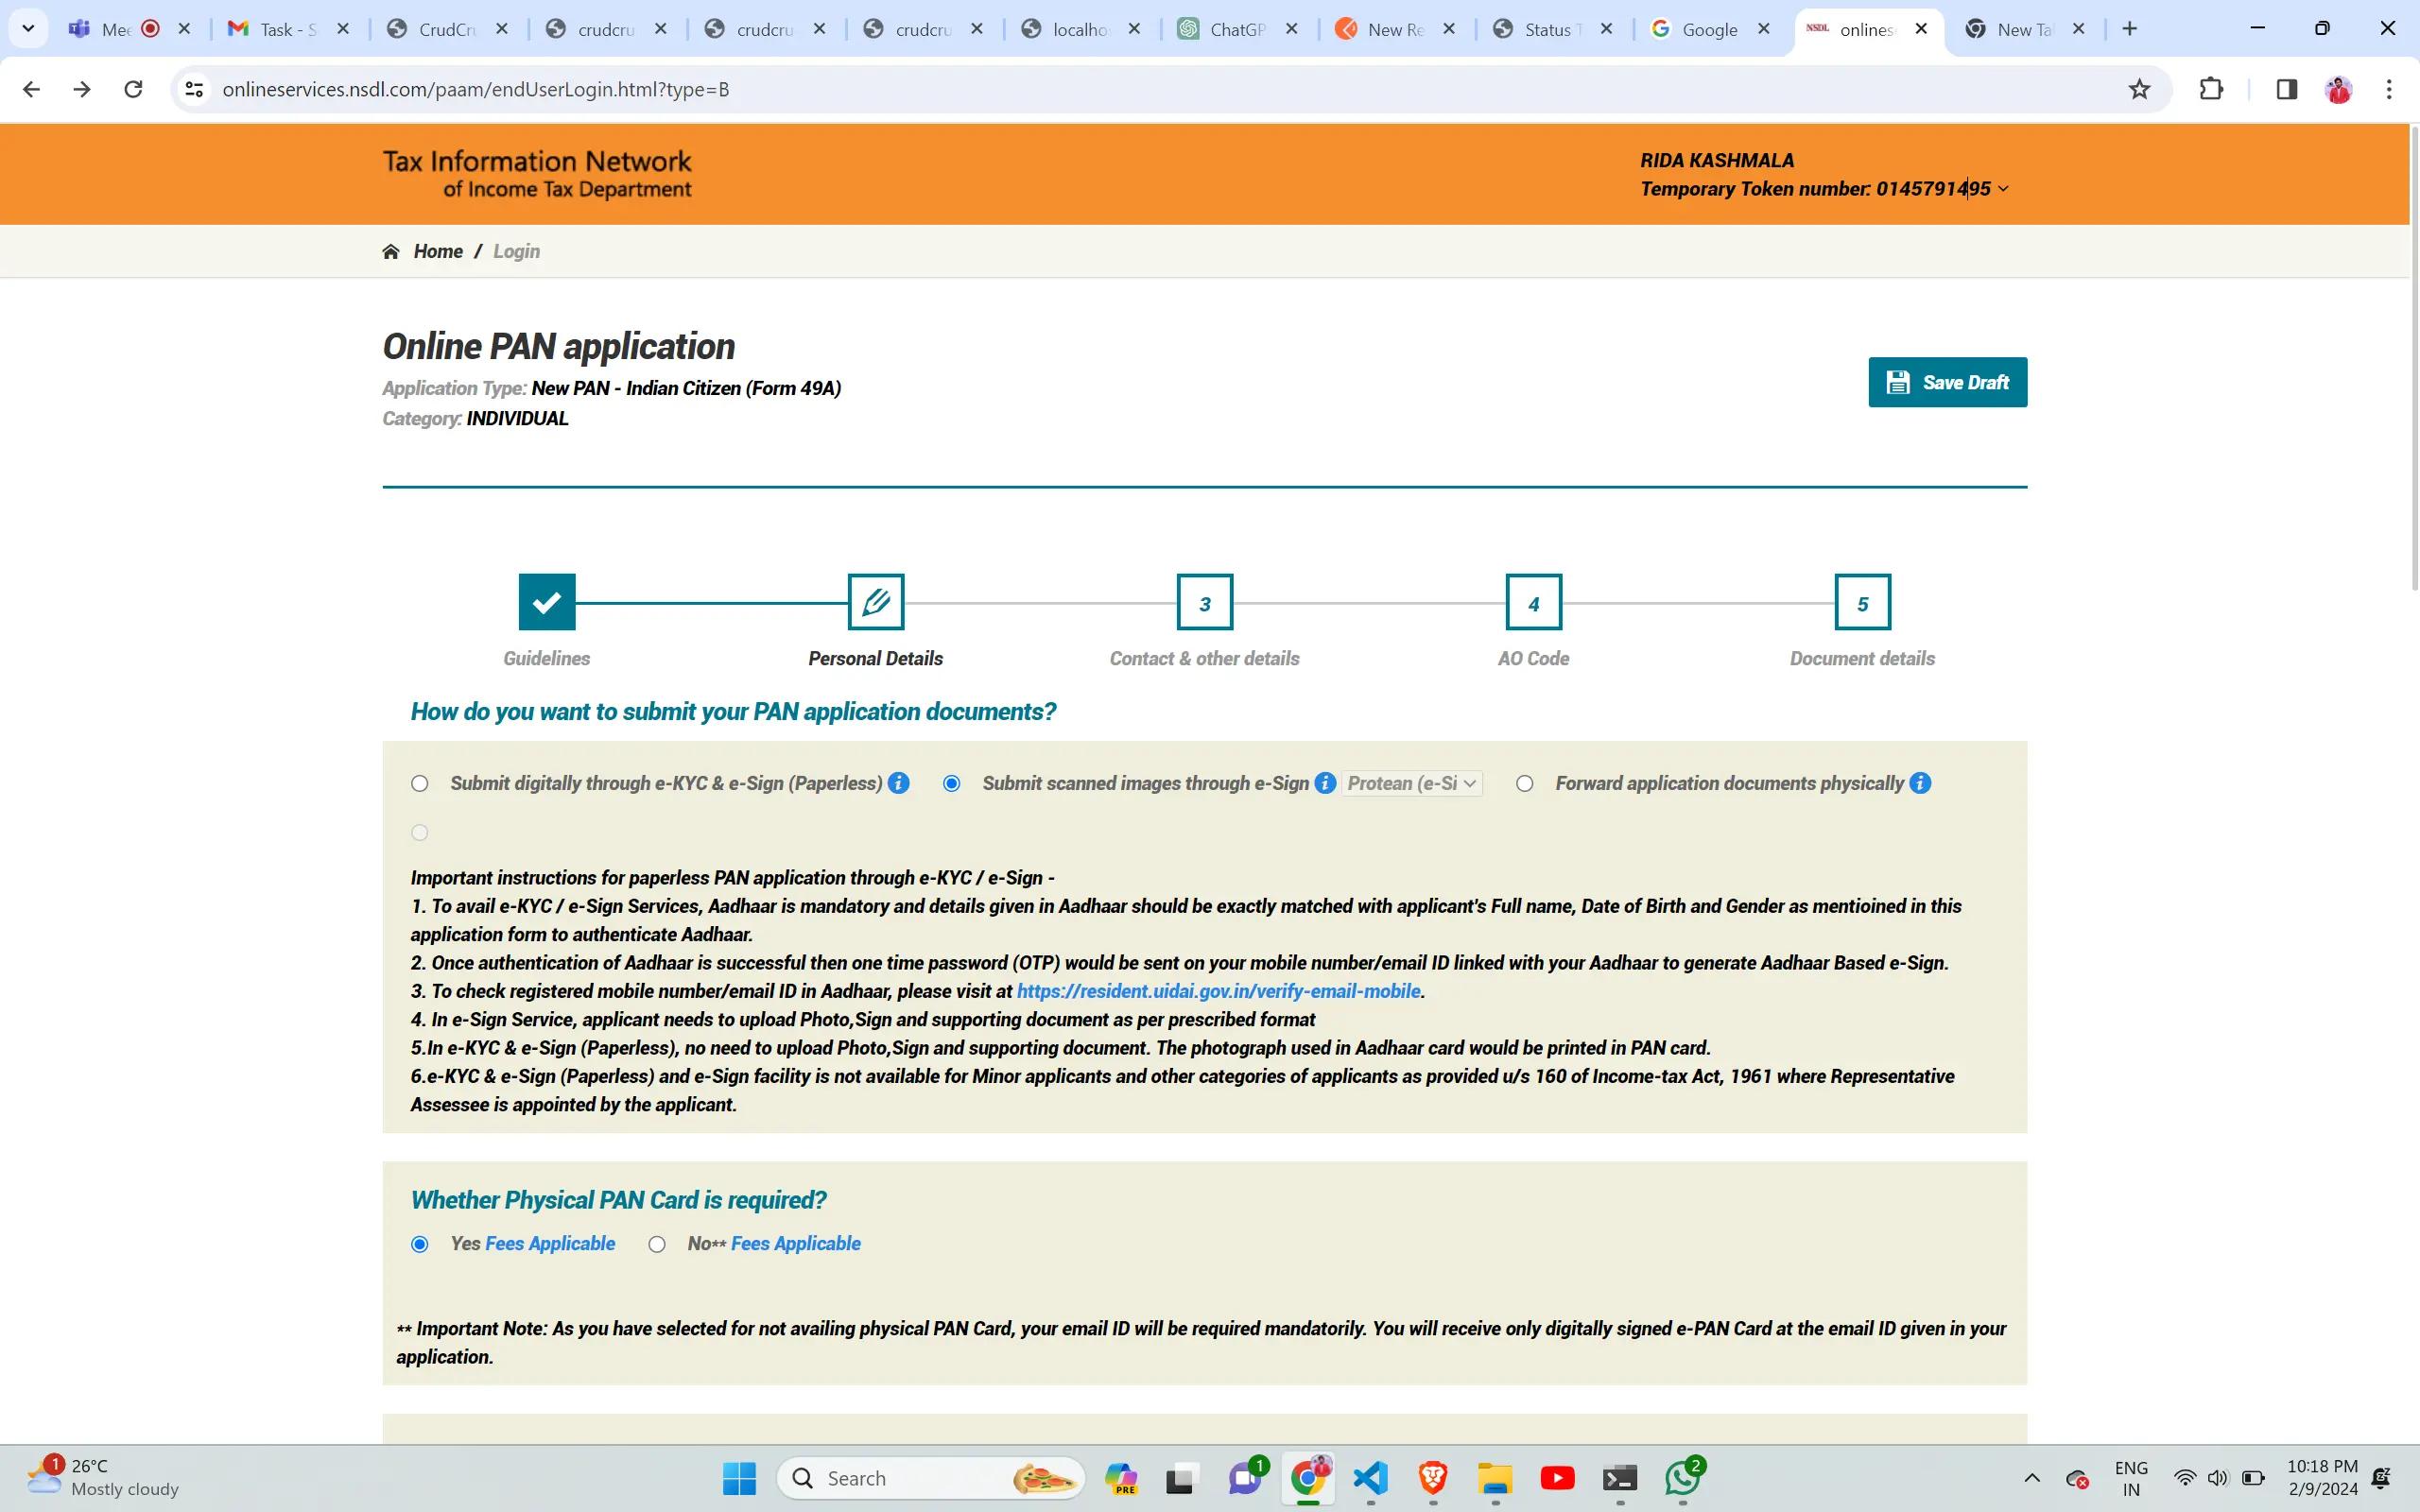 Mee
Task - S
CrudCru
crudcru
crudcru
crudcru
localho
ChatGP
New Re
Status T
Google
NSDL onlines
New Tab
onlineservices.nsdl.com/paam/endUserLogin.html?type=B
Tax Information Network
of Income Tax Department
RIDA KASHMALA
Temporary Token number: 0145791495
Home / Login
Online PAN application
Application Type: New PAN - Indian Citizen (Form 49A)
Category: INDIVIDUAL
Save Draft
3
4
5
Guidelines
Personal Details
Contact & other details
AO Code
Document details
How do you want to submit your PAN application documents?
Submit digitally through e-KYC & e-Sign (Paperless) i
Submit scanned images through e-Sign i Protean (e-Si
Forward application documents physically i
Important instructions for paperless PAN application through e-KYC / e-Sign -
1. To avail e-KYC / e-Sign Services, Aadhaar is mandatory and details given in Aadhaar should be exactly matched with applicant's Full name, Date of Birth and Gender as mentioined in this
application form to authenticate Aadhaar.
2. Once authentication of Aadhaar is successful then one time password (OTP) would be sent on your mobile number/email ID linked with your Aadhaar to generate Aadhaar Based e-Sign.
3. To check registered mobile number/email ID in Aadhaar, please visit at https://resident.uidai.gov.in/verify-email-mobile.
4. In e-Sign Service, applicant needs to upload Photo,Sign and supporting document as per prescribed format
5.In e-KYC & e-Sign (Paperless), no need to upload Photo,Sign and supporting document. The photograph used in Aadhaar card would be printed in PAN card.
6.e-KYC & e-Sign (Paperless) and e-Sign facility is not available for Minor applicants and other categories of applicants as provided u/s 160 of Income-tax Act, 1961 where Representative
Assessee is appointed by the applicant.
Whether Physical PAN Card is required?
Yes Fees Applicable
No** Fees Applicable
** Important Note: As you have selected for not availing physical PAN Card, your email ID will be required mandatorily. You will receive only digitally signed e-PAN Card at the email ID given in your
application.
1
26°C
Mostly cloudy
Search
PRE
1
2
ENG
IN
10:18 PM
2/9/2024